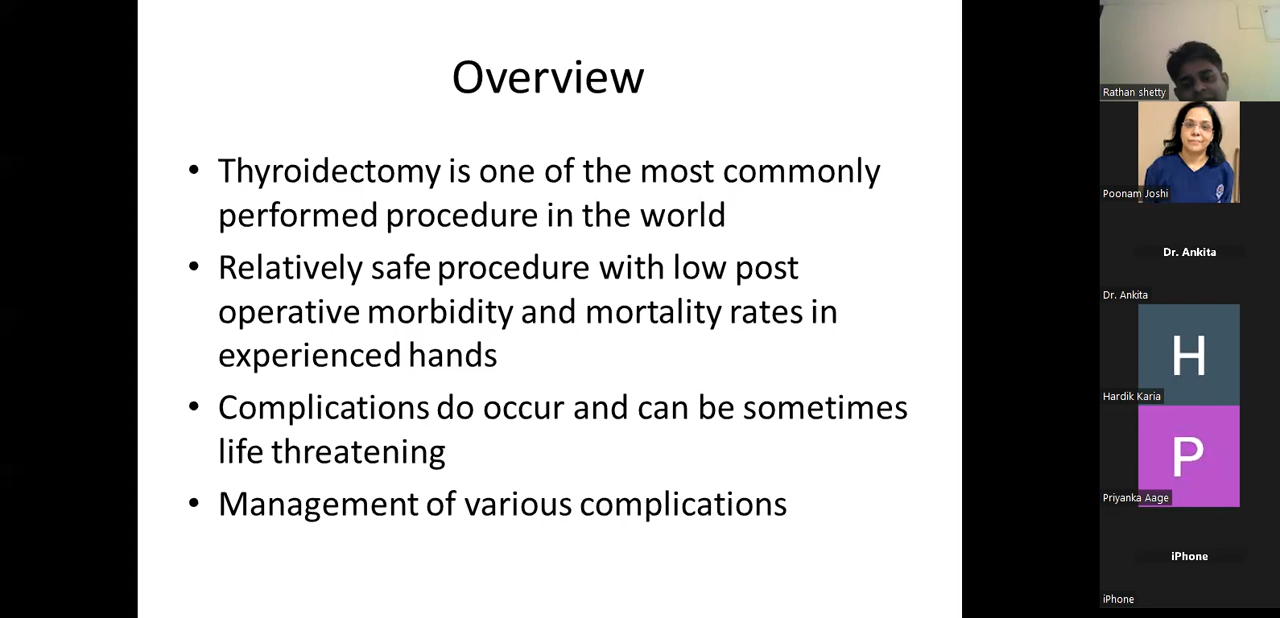 Overview
• Thyroidectomy is one of the most commonly
performed procedure in the world
• Relatively safe procedure with low post
operative morbidity and mortality rates in
experienced hands
• Complications do occur and can be sometimes
life threatening
• Management of various complications
Rathan shetty
Poonam Joshi
Dr. Ankita
Dr. Ankita
H
Hardik Karia
P
Priyanka Aage
iPhone
iPhone